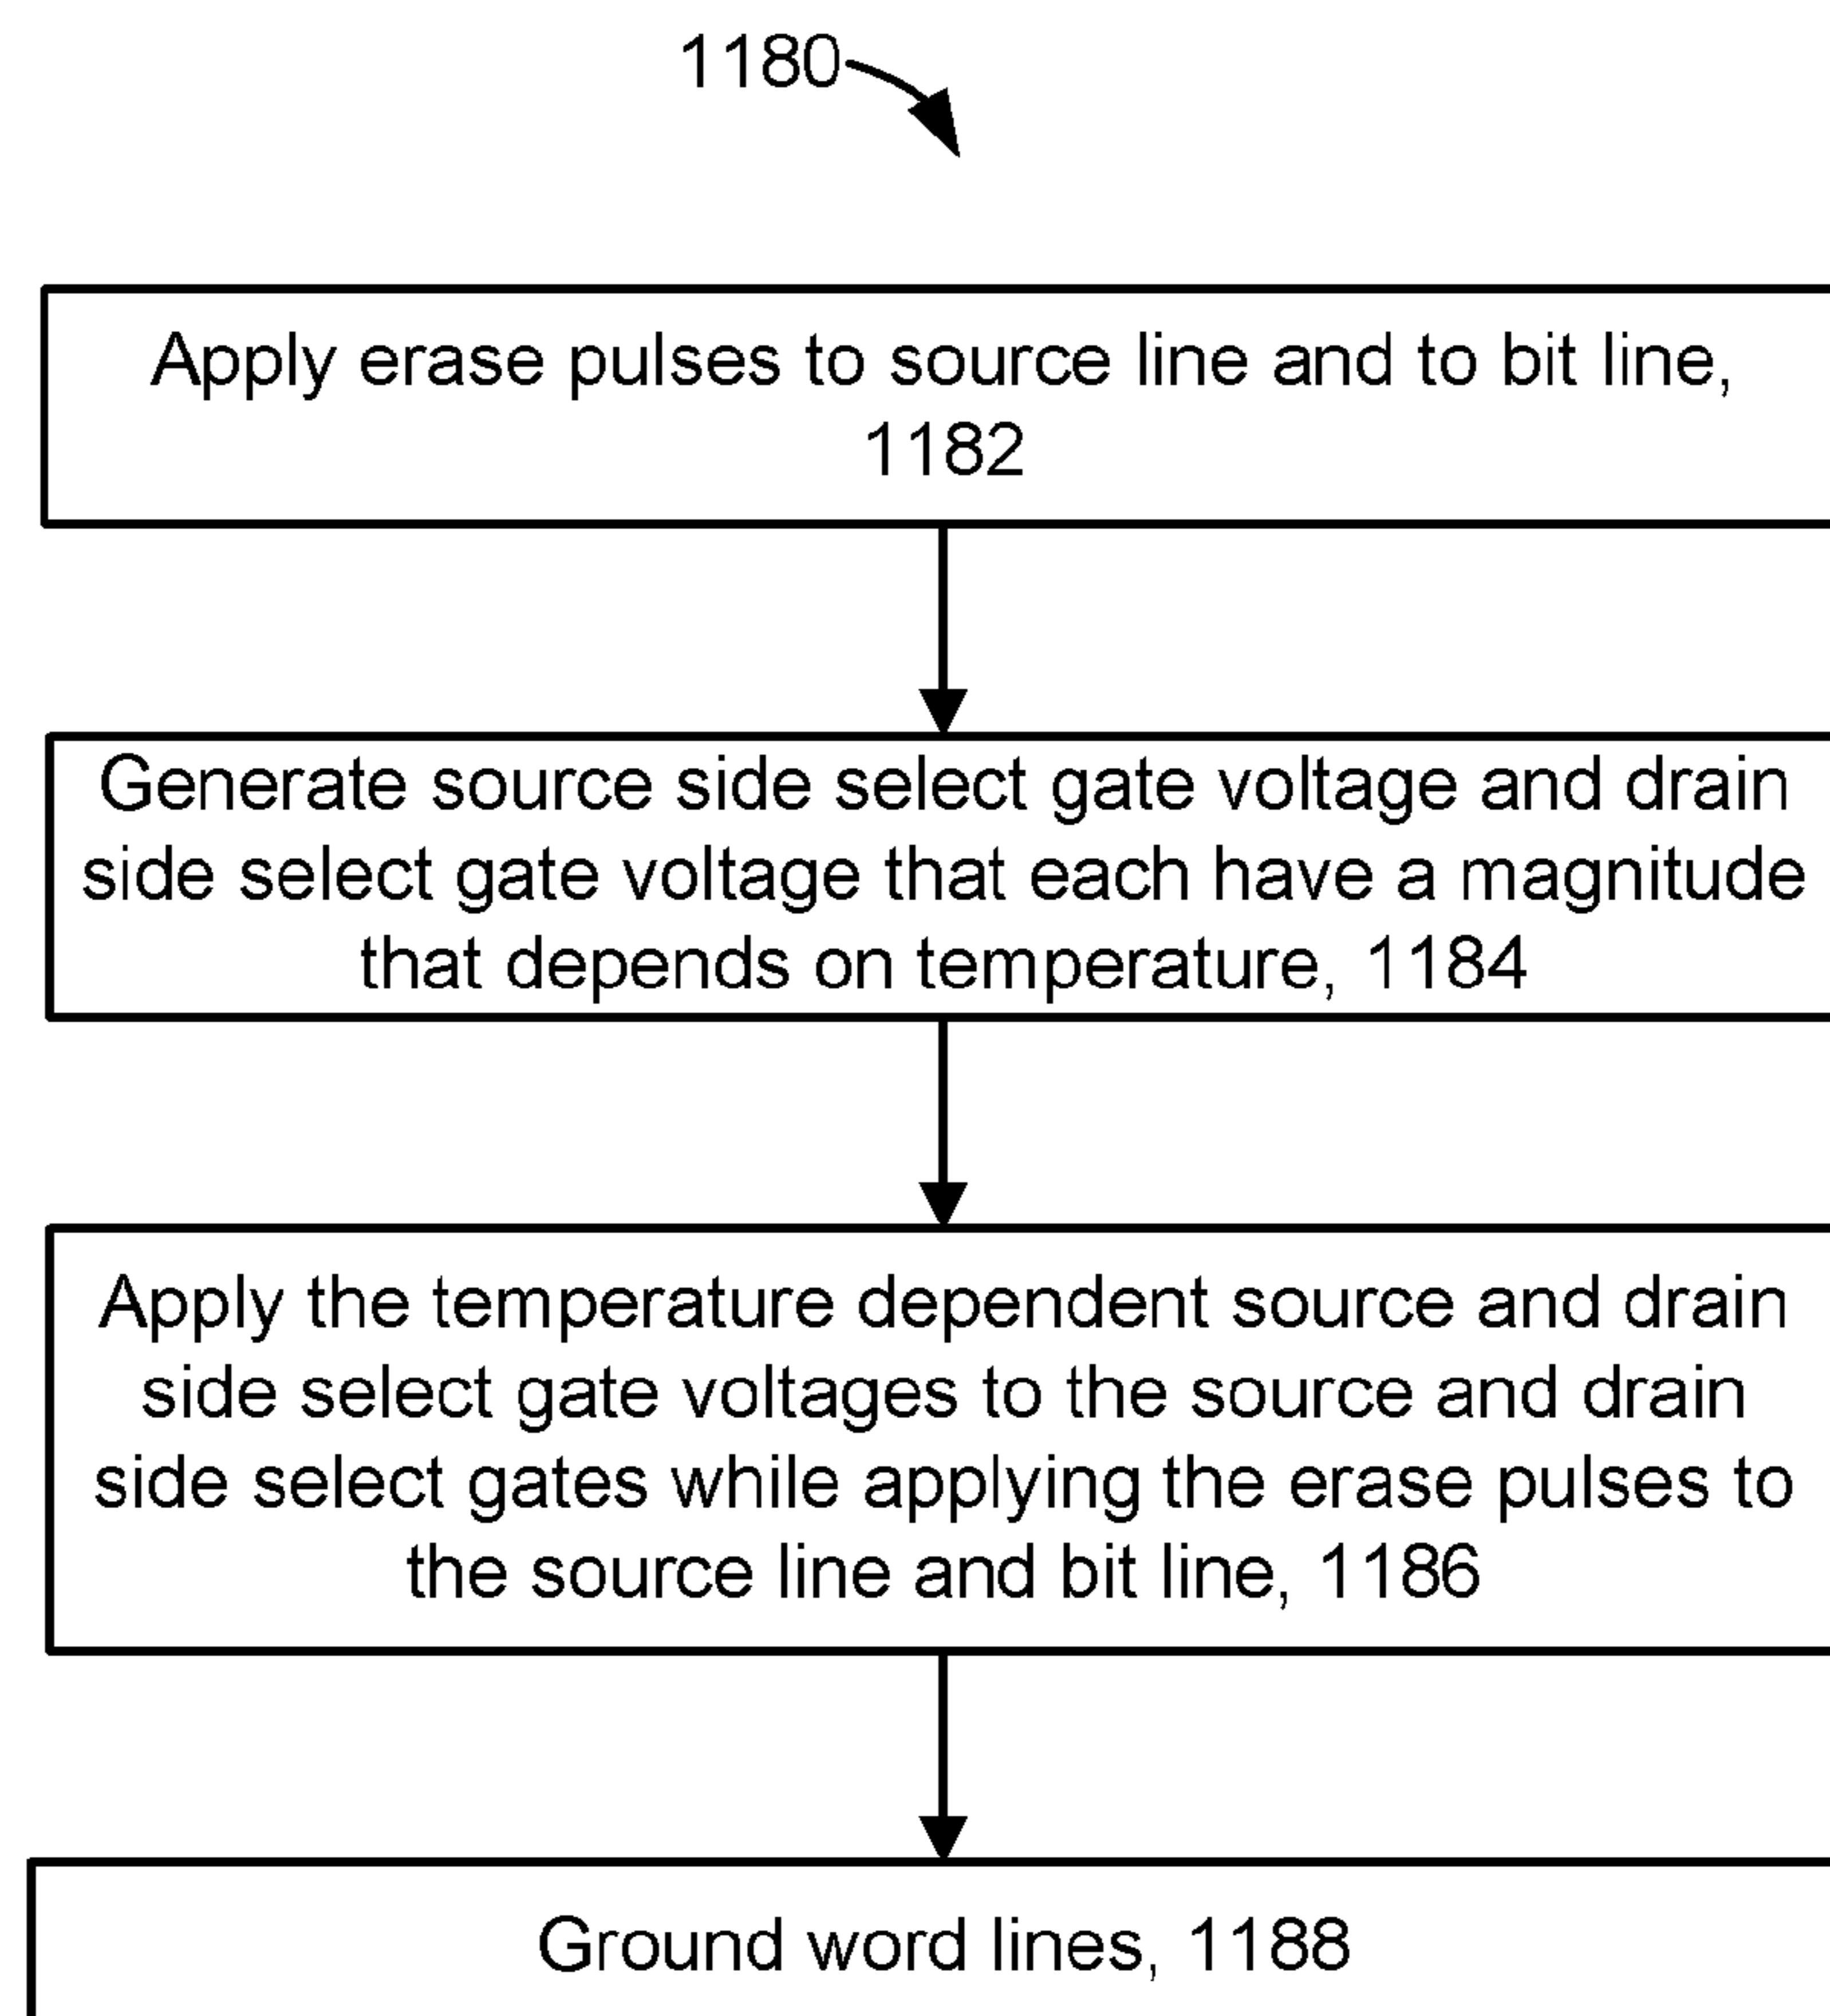 1180
Apply erase pulses to source line and to bit line,
1182
Generate source side select gate voltage and drain
side select gate voltage that each have a magnitude
that depends on temperature, 1184
Apply the temperature dependent source and drain
side select gate voltages to the source and drain
side select gates while applying the erase pulses to
the source line and bit line, 1186
Ground word lines, 1188